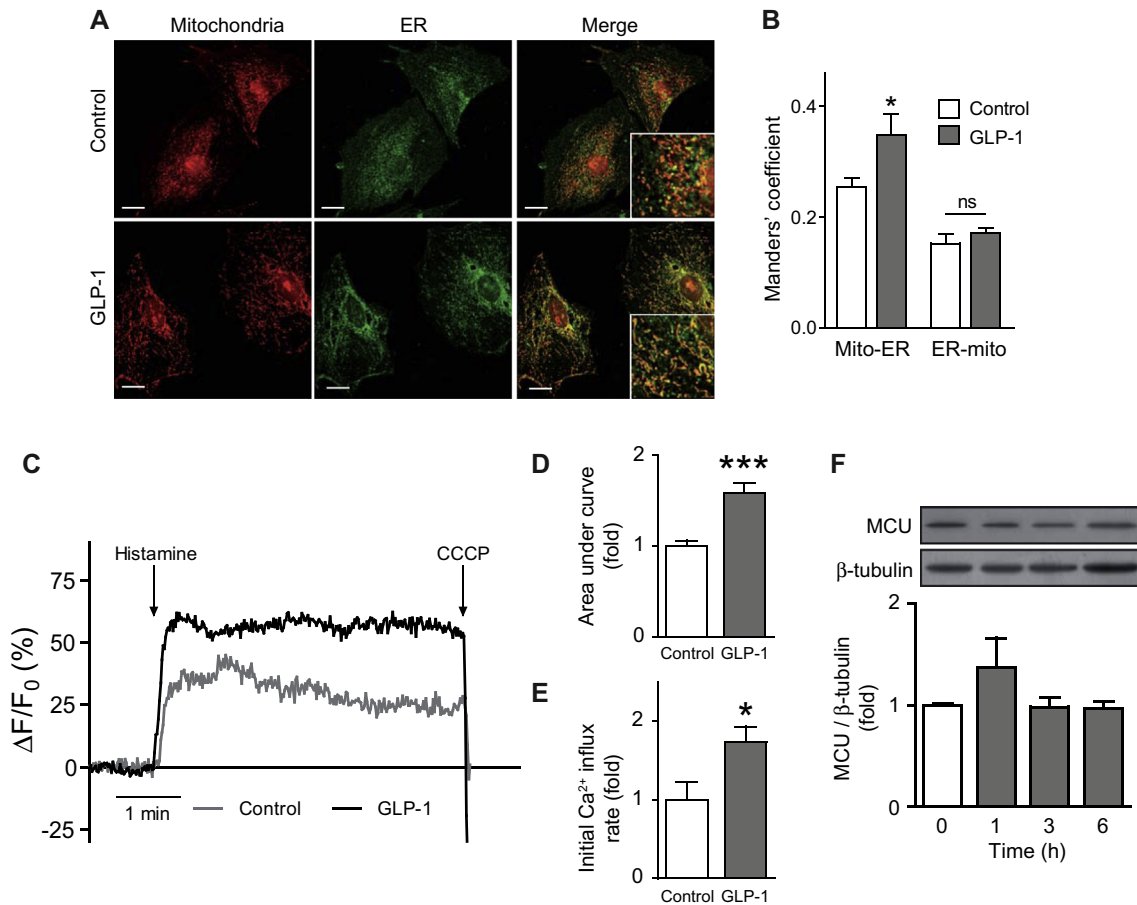 A
Mitochondria ER Merge
Control
GLP-1
B
Manders' coefficient
0.4
0.2
0.0
*
ns
Control
GLP-1
Mito-ER ER-mito
C
Histamine CCCP
ΔF/F0 (%)
75
50
25
0
-25
1 min
Control GLP-1
D
Area under curve
(fold)
2
1
0
***
Control GLP-1
E
Initial Ca²⁺ influx
rate (fold)
2
1
0
*
Control GLP-1
F
MCU
β-tubulin
MCU / β-tubulin
(fold)
2
1
0
0 1 3 6
Time (h)